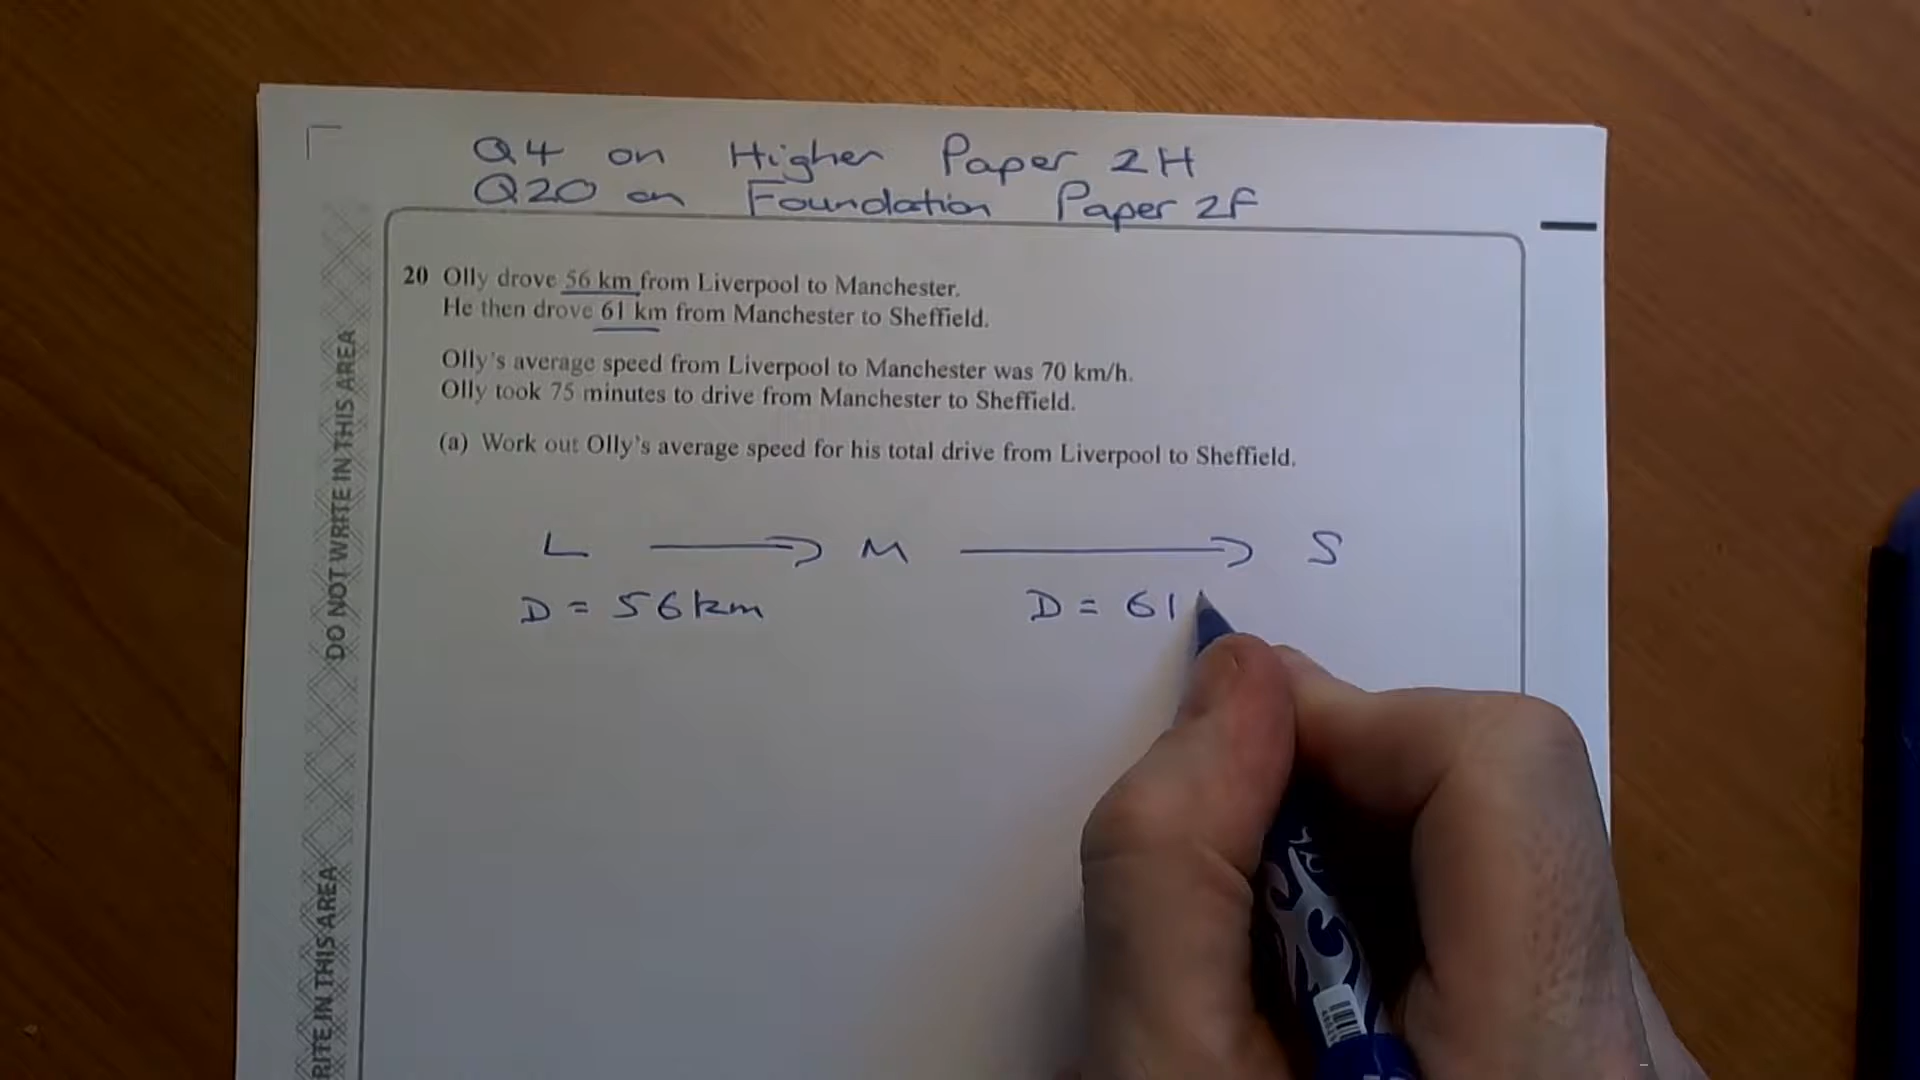 Q4 on Higher Paper 2H
Q20 on Foundation Paper 2F
20 Olly drove 56 km from Liverpool to Manchester.
He then drove 61 km from Manchester to Sheffield.
Olly's average speed from Liverpool to Manchester was 70 km/h.
Olly took 75 minutes to drive from Manchester to Sheffield.
(a) Work out Olly's average speed for his total drive from Liverpool to Sheffield.
L → M → S
D = 56km D = 61
DO NOT WRITE IN THIS AREA
RITE IN THIS AREA